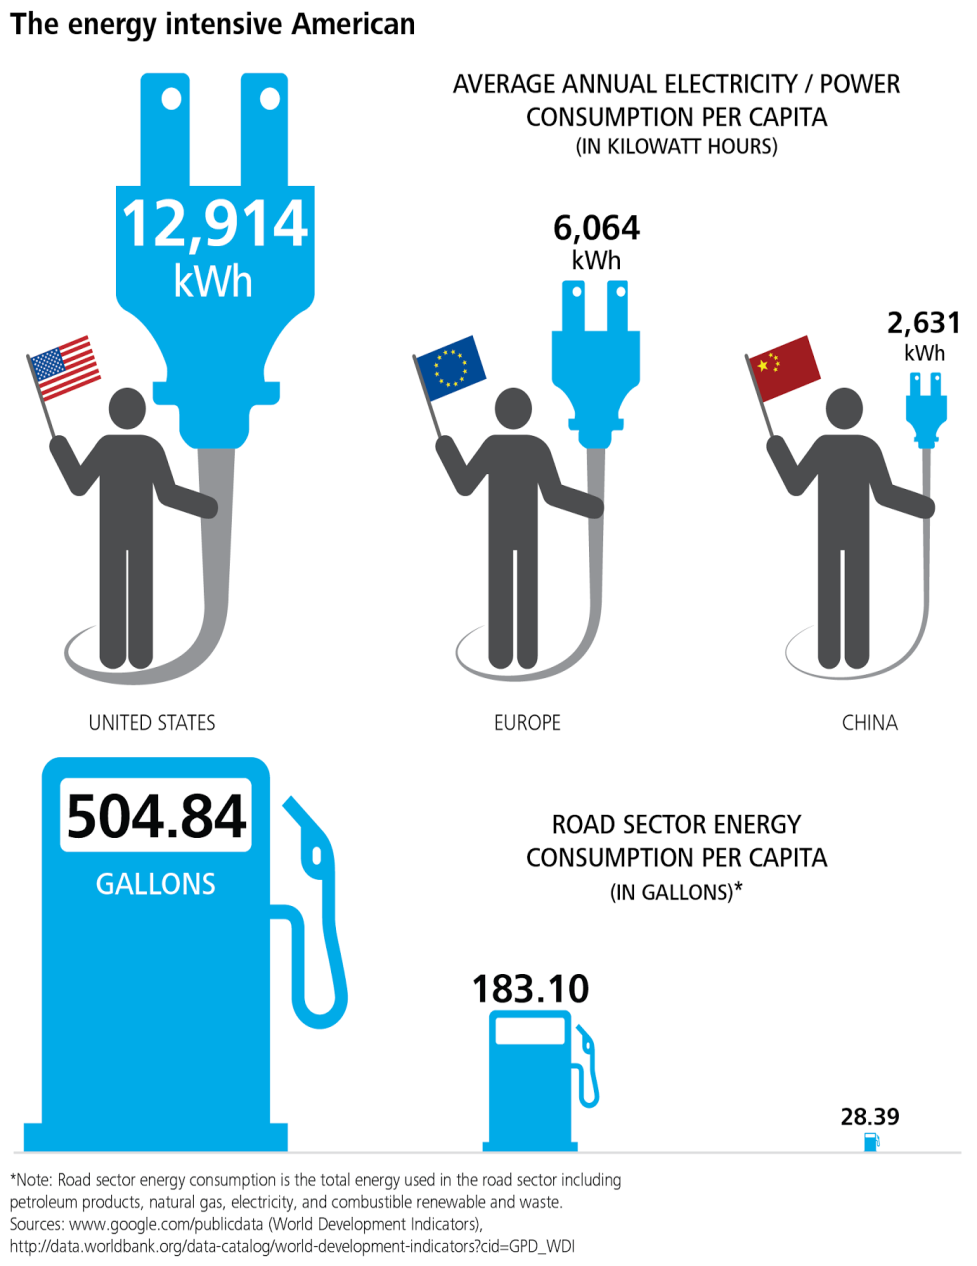 The energy intensive American
AVERAGE ANNUAL ELECTRICITY / POWER
CONSUMPTION PER CAPITA
(IN KILOWATT HOURS)
12,914
kWh
6,064
kWh
2,631
kWh
UNITED STATES
EUROPE
CHINA
504.84
GALLONS
ROAD SECTOR ENERGY
CONSUMPTION PER CAPITA
(IN GALLONS)*
183.10
28.39
*Note: Road sector energy consumption is the total energy used in the road sector including
petroleum products, natural gas, electricity, and combustible renewable and waste.
Sources: www.google.com/publicdata (World Development Indicators),
http://data.worldbank.org/data-catalog/world-development-indicators?cid=GPD_WDI